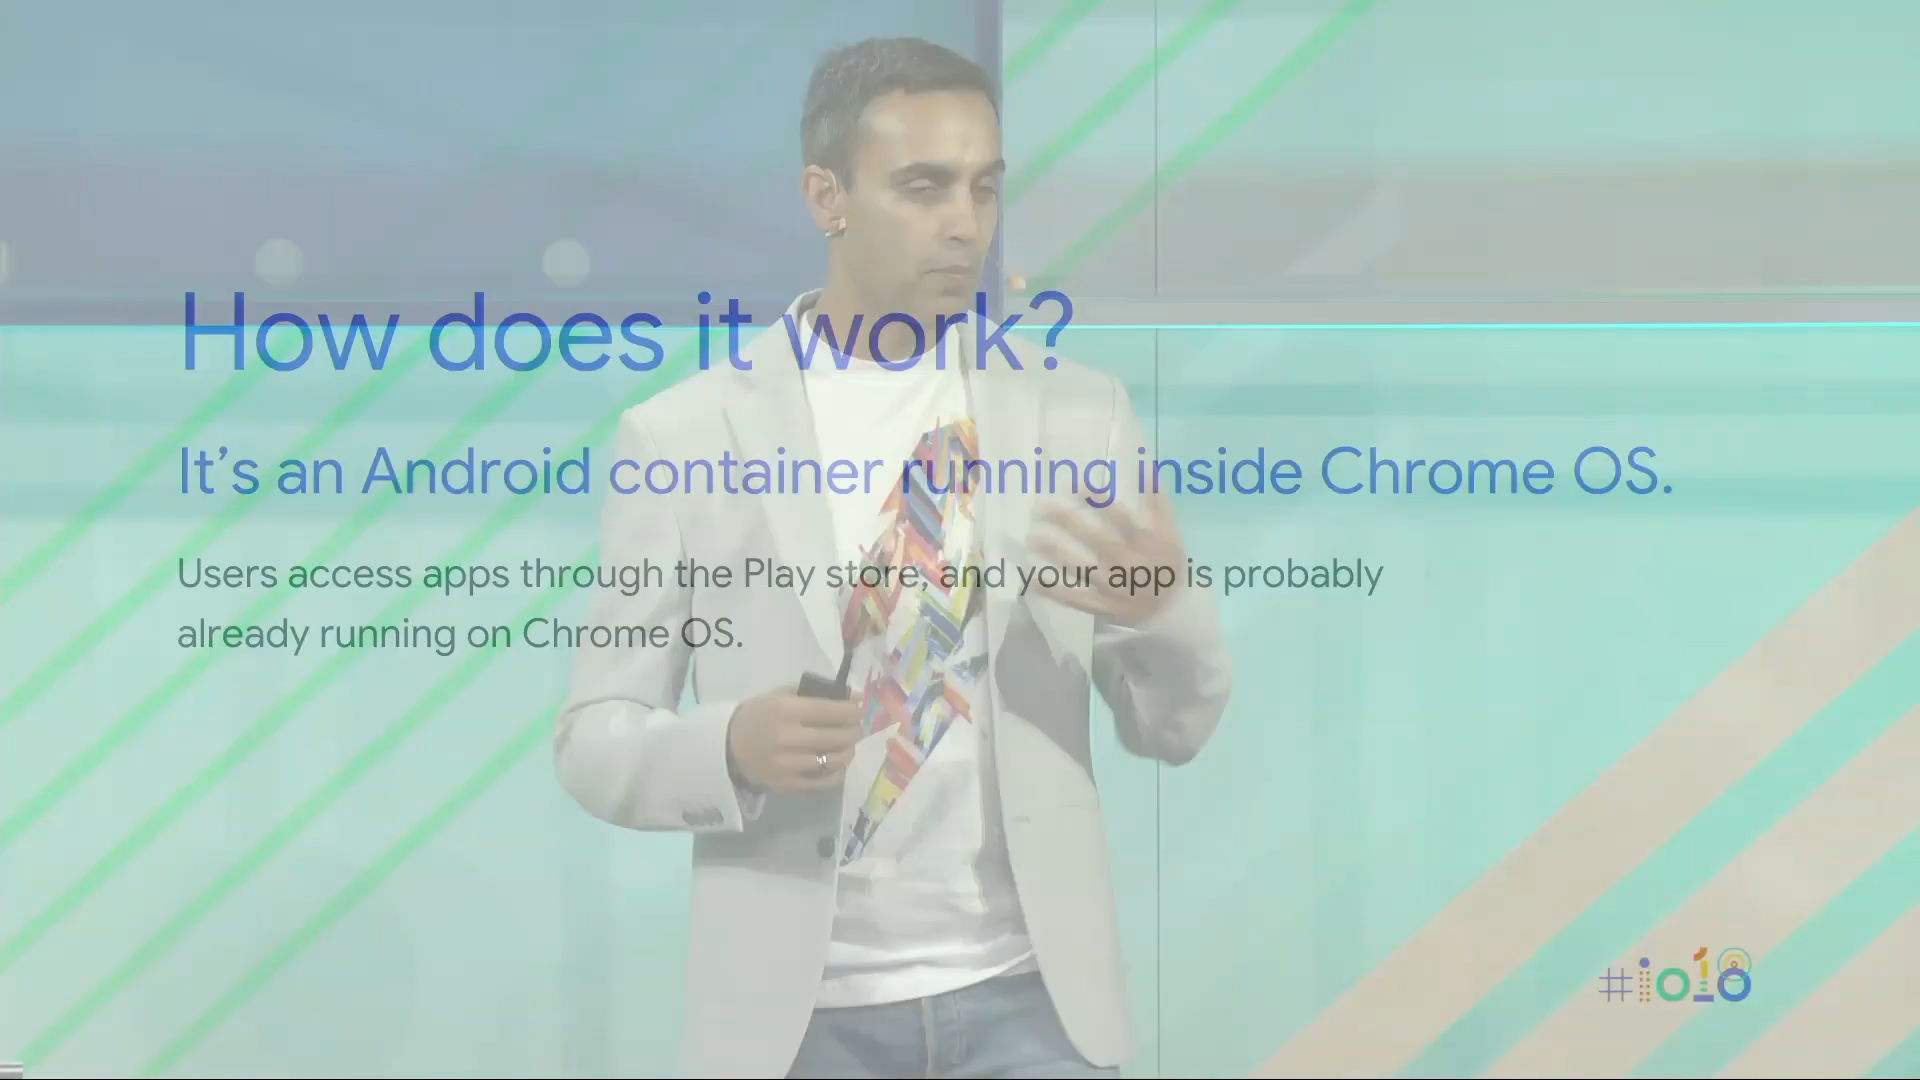 How does it work?
It’s an Android container running inside Chrome OS.
Users access apps through the Play store, and your app is probably
already running on Chrome OS.
#io18